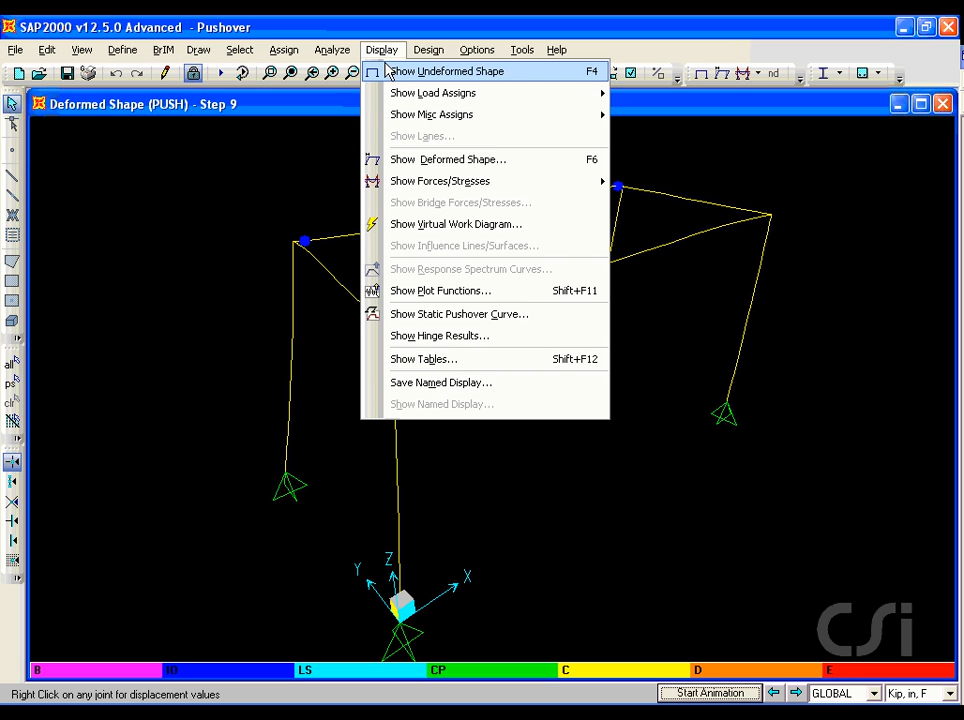 SAP2000 v12.5.0 Advanced - Pushover
File Edit View Define BrIM Draw Select Assign Analyze Display Design Options Tools Help
nd
Deformed Shape (PUSH) - Step 9
Show Undeformed Shape F4
Show Load Assigns
Show Misc Assigns
Show Lanes...
Show Deformed Shape... F6
Show Forces/Stresses
Show Bridge Forces/Stresses...
Show Virtual Work Diagram...
Show Influence Lines/Surfaces...
Show Response Spectrum Curves...
Show Plot Functions... Shift+F11
Show Static Pushover Curve...
Show Hinge Results...
Show Tables... Shift+F12
Save Named Display...
Show Named Display...
all
ps
clr
Z
Y
X
CSi
B IO LS CP C D E
Right Click on any joint for displacement values
Start Animation
GLOBAL
Kip, in, F